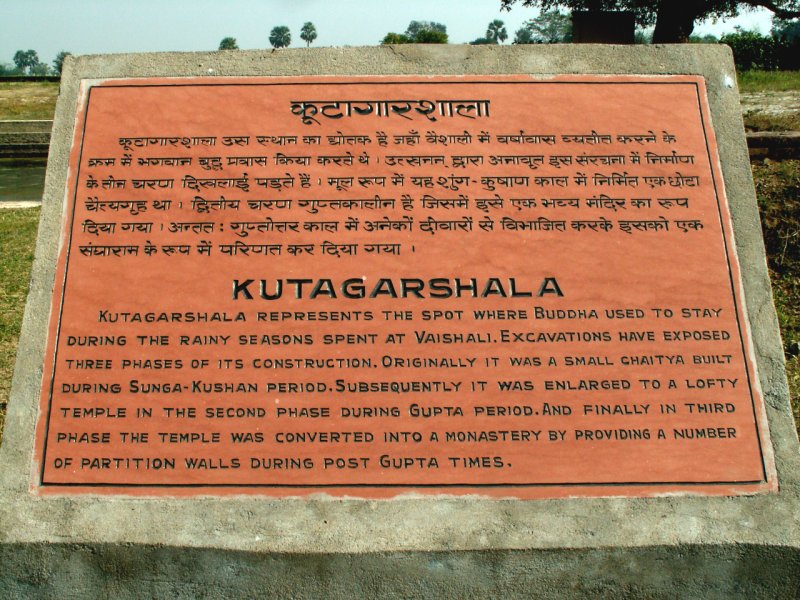 कूटागारशाला
कूटागारशाला उस स्थान का द्योतक है जहाँ वैशाली में वर्षावास व्यतीत करने के
क्रम में भगवान बुद्ध प्रवास किया करते थे। उत्खनन द्वारा अनावृत इस संरचना में निर्माण
के तीन चरण दिखलाई पड़ते हैं। मूल रूप में यह शुंग-कुषाण काल में निर्मित एक छोटा
चैत्यगृह था। द्वितीय चरण गुप्तकालीन है जिसमें इसे एक भव्य मंदिर का रूप
दिया गया। अन्ततः गुप्तोत्तर काल में अनेकों दीवारों से विभाजित करके इसको एक
संघाराम के रूप में परिणत कर दिया गया।
KUTAGARSHALA
KUTAGARSHALA REPRESENTS THE SPOT WHERE BUDDHA USED TO STAY
DURING THE RAINY SEASONS SPENT AT VAISHALI. EXCAVATIONS HAVE EXPOSED
THREE PHASES OF ITS CONSTRUCTION. ORIGINALLY IT WAS A SMALL CHAITYA BUILT
DURING SUNGA-KUSHAN PERIOD. SUBSEQUENTLY IT WAS ENLARGED TO A LOFTY
TEMPLE IN THE SECOND PHASE DURING GUPTA PERIOD. AND FINALLY IN THIRD
PHASE THE TEMPLE WAS CONVERTED INTO A MONASTERY BY PROVIDING A NUMBER
OF PARTITION WALLS DURING POST GUPTA TIMES.